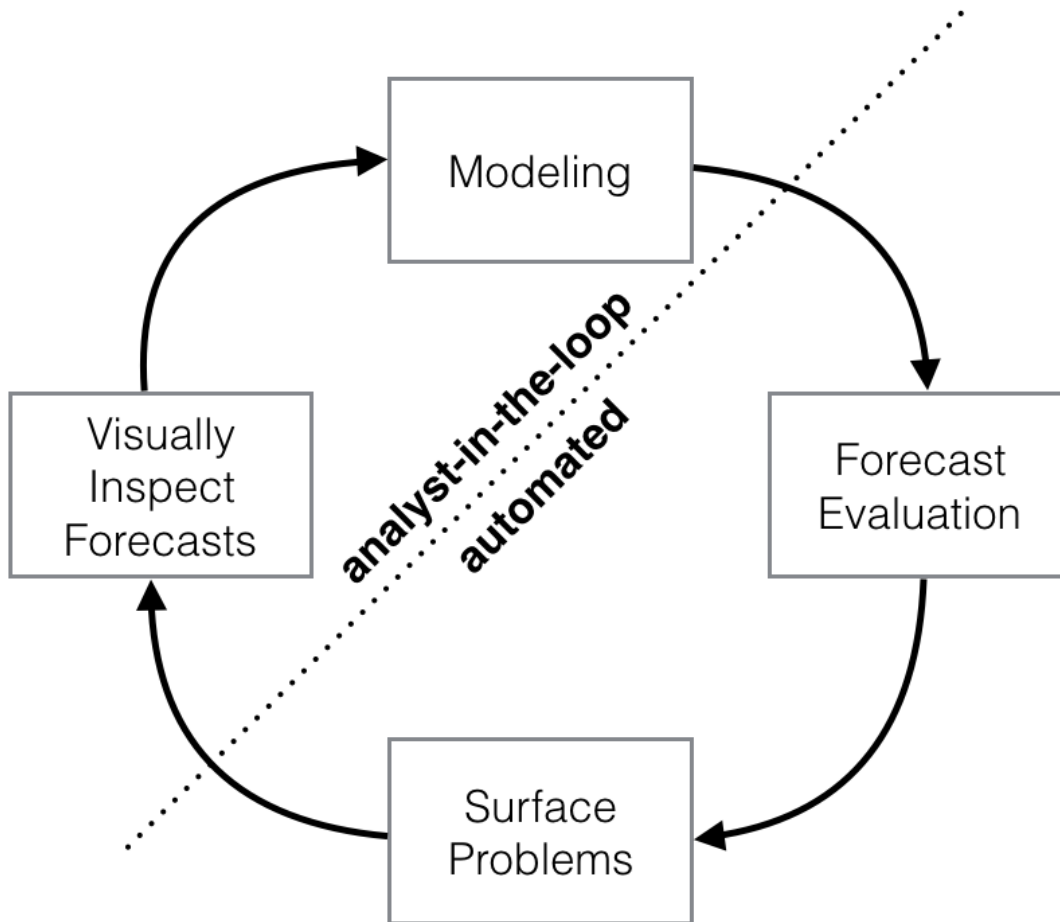 Modeling
analyst-in-the-loop
automated
Visually
Inspect
Forecasts
Forecast
Evaluation
Surface
Problems